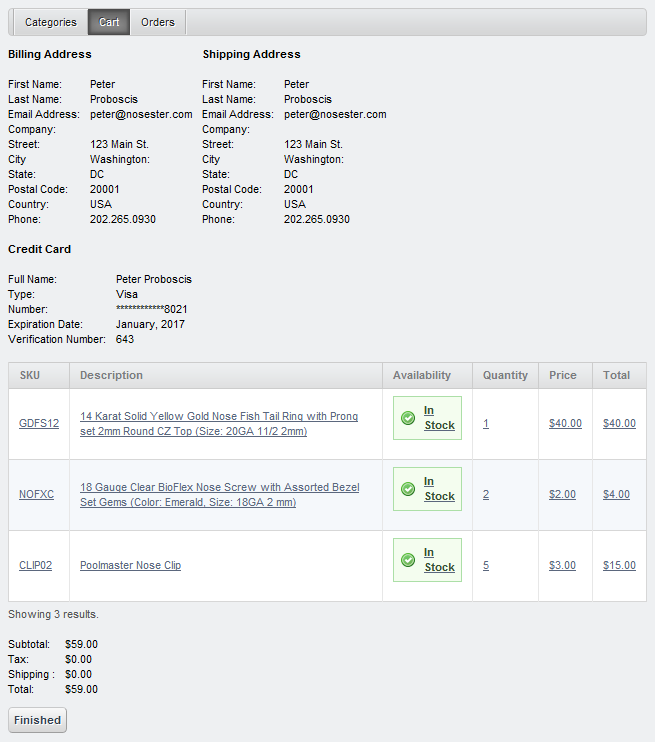 Categories Cart Orders
Billing Address
First Name: Peter
Last Name: Proboscis
Email Address: peter@nosester.com
Company:
Street: 123 Main St.
City Washington:
State: DC
Postal Code: 20001
Country: USA
Phone: 202.265.0930
Shipping Address
First Name: Peter
Last Name: Proboscis
Email Address: peter@nosester.com
Company:
Street: 123 Main St.
City Washington:
State: DC
Postal Code: 20001
Country: USA
Phone: 202.265.0930
Credit Card
Full Name: Peter Proboscis
Type: Visa
Number: ************8021
Expiration Date: January, 2017
Verification Number: 643
SKU Description Availability Quantity Price Total
GDFS12 14 Karat Solid Yellow Gold Nose Fish Tail Ring with Prong set 2mm Round CZ Top (Size: 20GA 11/2 2mm) In Stock 1 $40.00 $40.00
NOFXC 18 Gauge Clear BioFlex Nose Screw with Assorted Bezel Set Gems (Color: Emerald, Size: 18GA 2 mm) In Stock 2 $2.00 $4.00
CLIP02 Poolmaster Nose Clip In Stock 5 $3.00 $15.00
Showing 3 results.
Subtotal: $59.00
Tax: $0.00
Shipping : $0.00
Total: $59.00
Finished